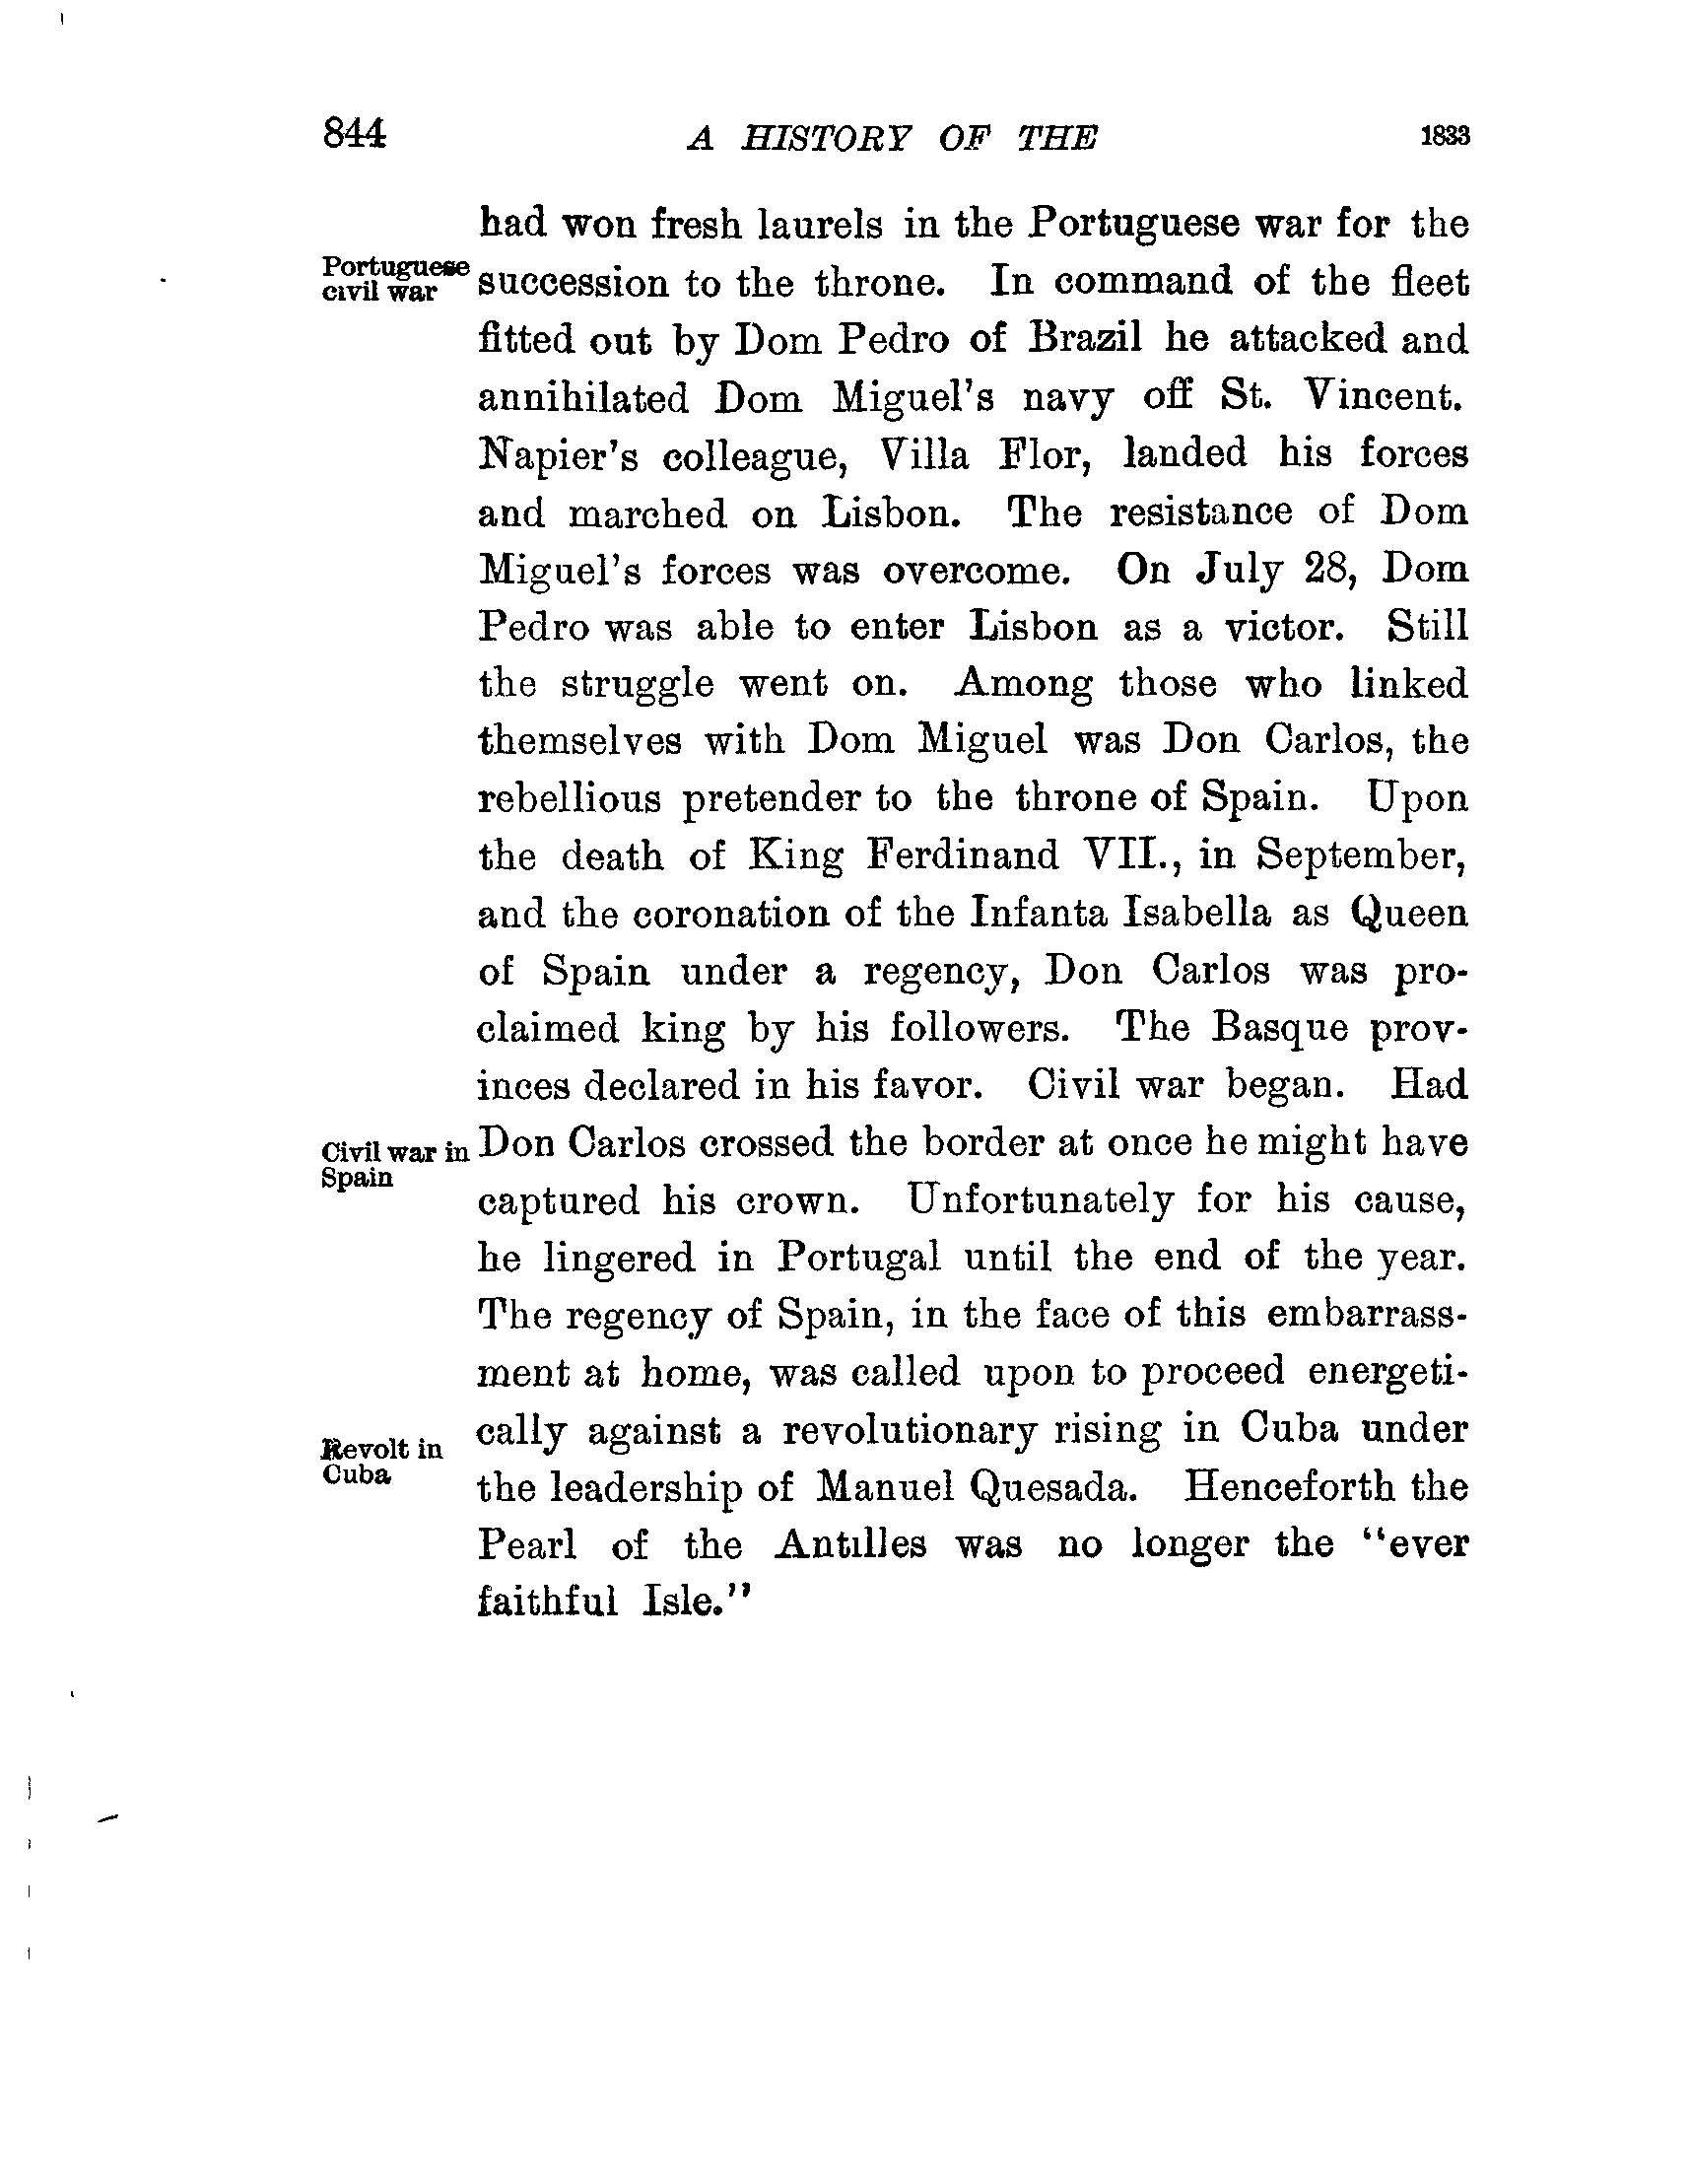 844 A HISTORY OF THE 1833
had won fresh laurels in the Portuguese war for the
Portuguese
civil war
succession to the throne. In command of the fleet
fitted out by Dom Pedro of Brazil he attacked and
annihilated Dom Miguel's navy off St. Vincent.
Napier's colleague, Villa Flor, landed his forces
and marched on Lisbon. The resistance of Dom
Miguel's forces was overcome. On July 28, Dom
Pedro was able to enter Lisbon as a victor. Still
the struggle went on. Among those who linked
themselves with Dom Miguel was Don Carlos, the
rebellious pretender to the throne of Spain. Upon
the death of King Ferdinand VII., in September,
and the coronation of the Infanta Isabella as Queen
of Spain under a regency, Don Carlos was pro-
claimed king by his followers. The Basque prov-
inces declared in his favor. Civil war began. Had
Civil war in
Spain
Don Carlos crossed the border at once he might have
captured his crown. Unfortunately for his cause,
he lingered in Portugal until the end of the year.
The regency of Spain, in the face of this embarrass-
ment at home, was called upon to proceed energeti-
Revolt in
Cuba
cally against a revolutionary rising in Cuba under
the leadership of Manuel Quesada. Henceforth the
Pearl of the Antilles was no longer the "ever
faithful Isle."